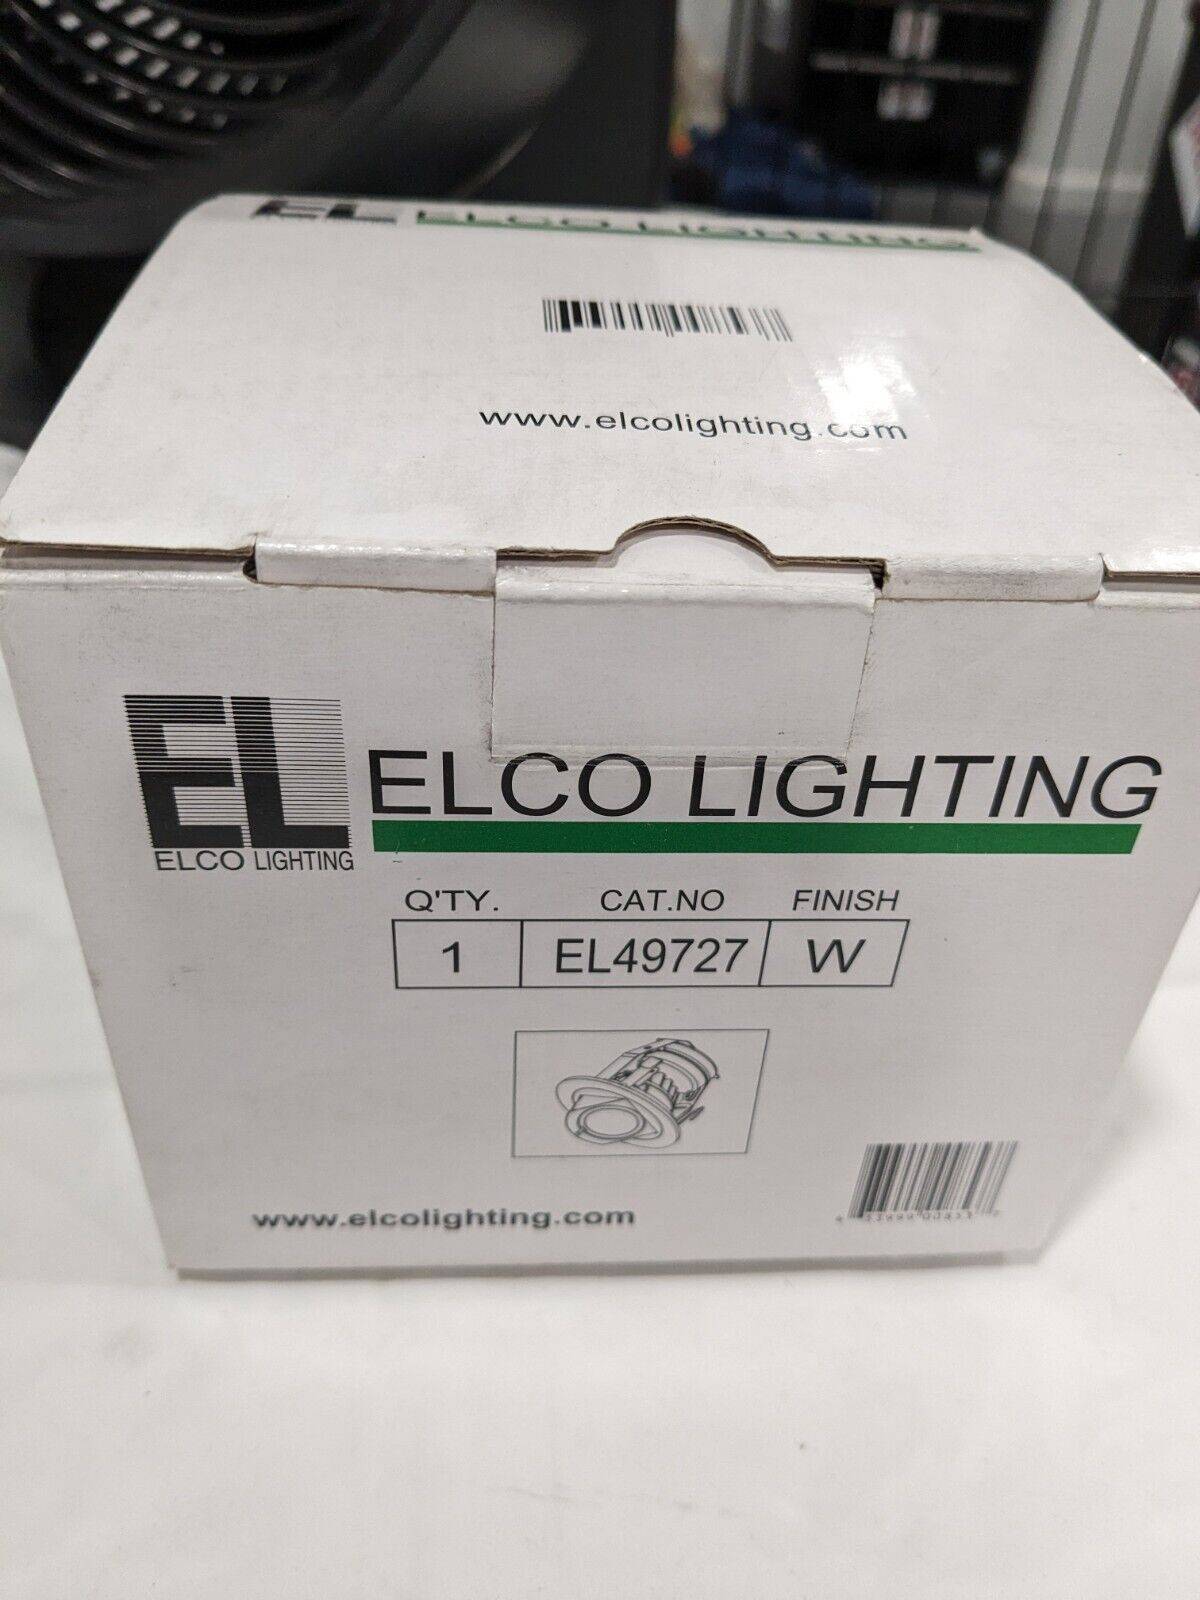 EL ELCO LIGHTING
www.elcolighting.com
EL
ELCO LIGHTING
ELCO LIGHTING
Q'TY. CAT.NO FINISH
1 EL49727 W
www.elcolighting.com